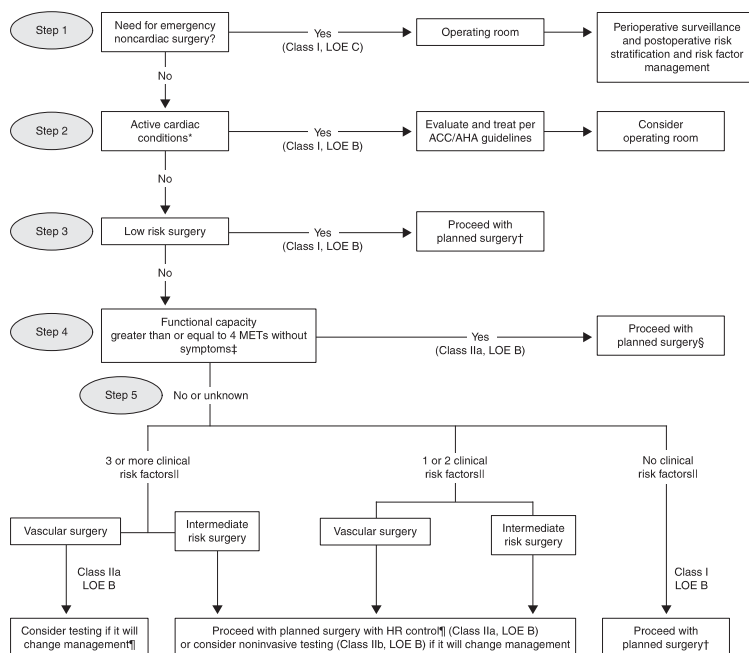 Step 1
Need for emergency
noncardiac surgery?
Yes
(Class I, LOE C)
Operating room
Perioperative surveillance
and postoperative risk
stratification and risk factor
management
No
Step 2
Active cardiac
conditions*
Yes
(Class I, LOE B)
Evaluate and treat per
ACC/AHA guidelines
Consider
operating room
No
Step 3
Low risk surgery
Yes
(Class I, LOE B)
Proceed with
planned surgery†
No
Step 4
Functional capacity
greater than or equal to 4 METs without
symptoms‡
Yes
(Class IIa, LOE B)
Proceed with
planned surgery§
Step 5
No or unknown
3 or more clinical
risk factors||
1 or 2 clinical
risk factors||
No clinical
risk factors||
Vascular surgery
Intermediate
risk surgery
Vascular surgery
Intermediate
risk surgery
Class IIa
LOE B
Class I
LOE B
Consider testing if it will
change management¶
Proceed with planned surgery with HR control¶ (Class IIa, LOE B)
or consider noninvasive testing (Class IIb, LOE B) if it will change management
Proceed with
planned surgery†